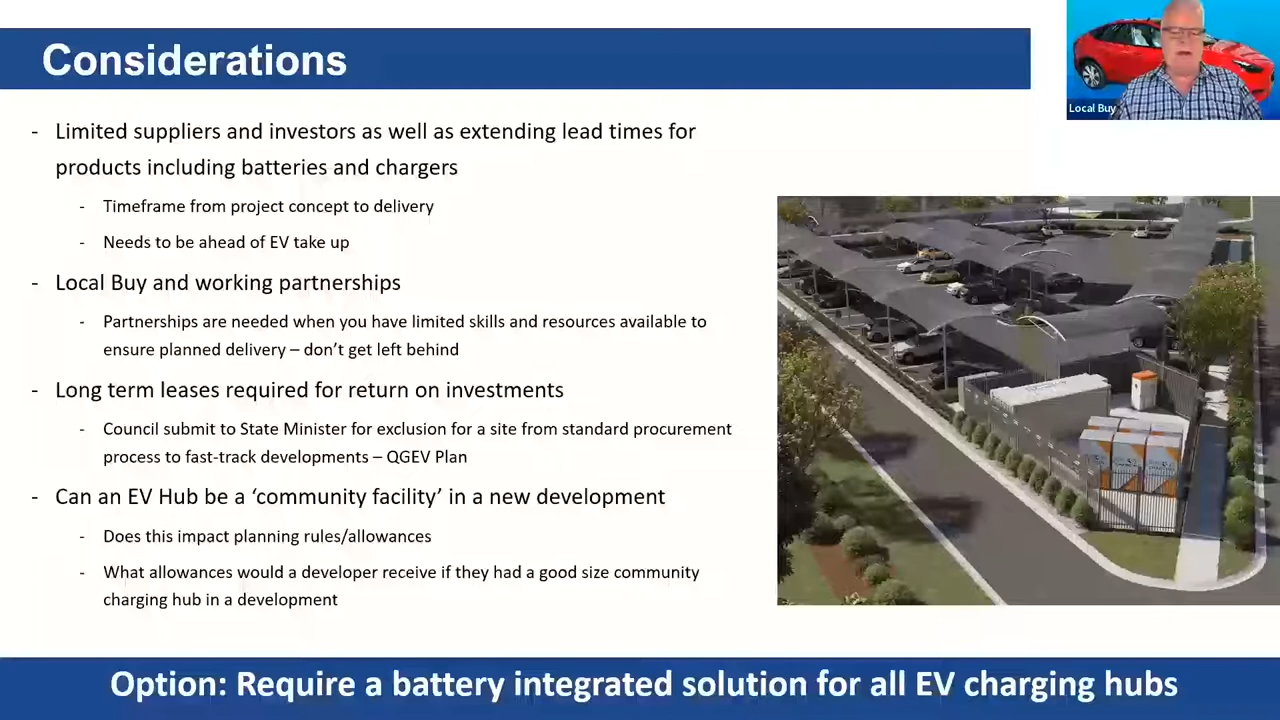 Considerations
Local Buy
- Limited suppliers and investors as well as extending lead times for
products including batteries and chargers
- Timeframe from project concept to delivery
- Needs to be ahead of EV take up
- Local Buy and working partnerships
- Partnerships are needed when you have limited skills and resources available to
ensure planned delivery – don’t get left behind
- Long term leases required for return on investments
- Council submit to State Minister for exclusion for a site from standard procurement
process to fast-track developments – QGEV Plan
- Can an EV Hub be a ‘community facility’ in a new development
- Does this impact planning rules/allowances
- What allowances would a developer receive if they had a good size community
charging hub in a development
Option: Require a battery integrated solution for all EV charging hubs